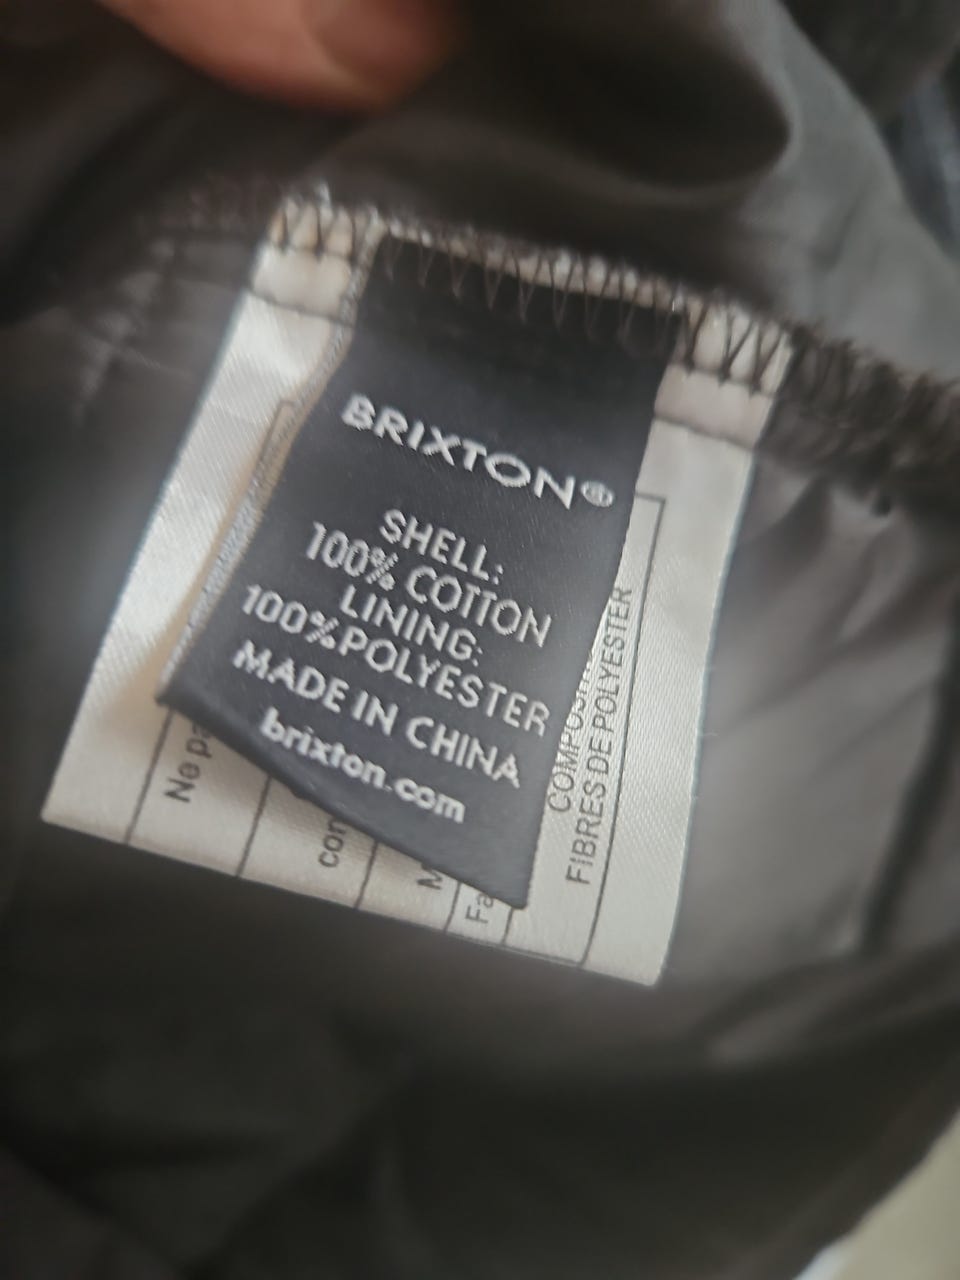 BRIXTON®
SHELL:
100% COTTON
LINING:
100% POLYESTER
MADE IN CHINA
brixton.com
FIBRES DE POLYESTER